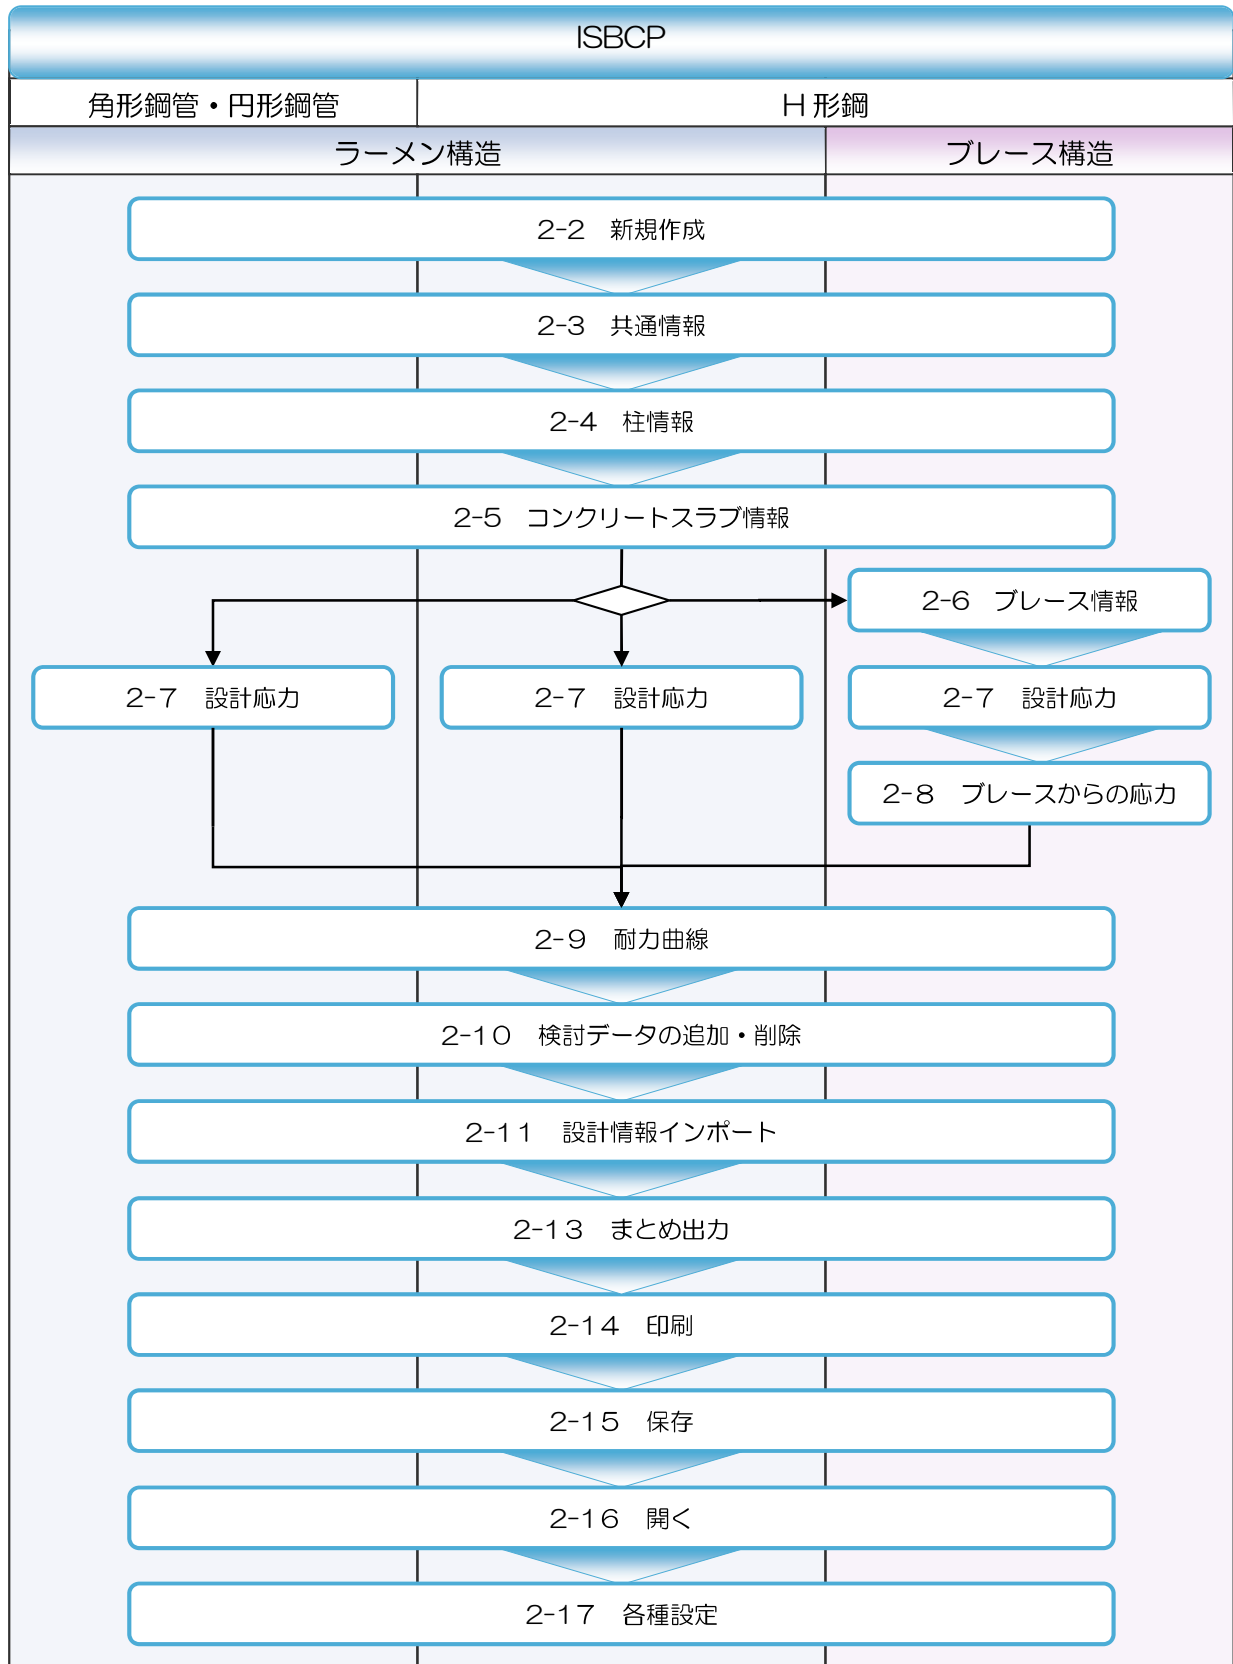 ISBCP
角形鋼管・円形鋼管
H 形鋼
ラーメン構造
ブレース構造
2-2　新規作成
2-3　共通情報
2-4　柱情報
2-5　コンクリートスラブ情報
2-6　ブレース情報
2-7　設計応力
2-7　設計応力
2-7　設計応力
2-8　ブレースからの応力
2-9　耐力曲線
2-10　検討データの追加・削除
2-11　設計情報インポート
2-13　まとめ出力
2-14　印刷
2-15　保存
2-16　開く
2-17　各種設定